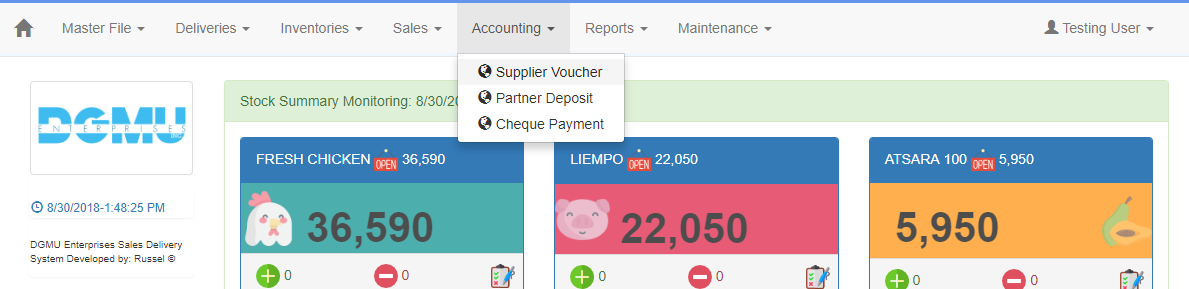 Master File Deliveries Inventories Sales Accounting Reports Maintenance Testing User
Supplier Voucher
Partner Deposit
Cheque Payment
DGMU
ENTERPRISES INC
8/30/2018-1:48:25 PM
DGMU Enterprises Sales Delivery
System Developed by: Russel ©
Stock Summary Monitoring: 8/30/20
FRESH CHICKEN OPEN 36,590
36,590
0 0
LIEMPO OPEN 22,050
22,050
0 0
ATSARA 100 OPEN 5,950
5,950
0 0